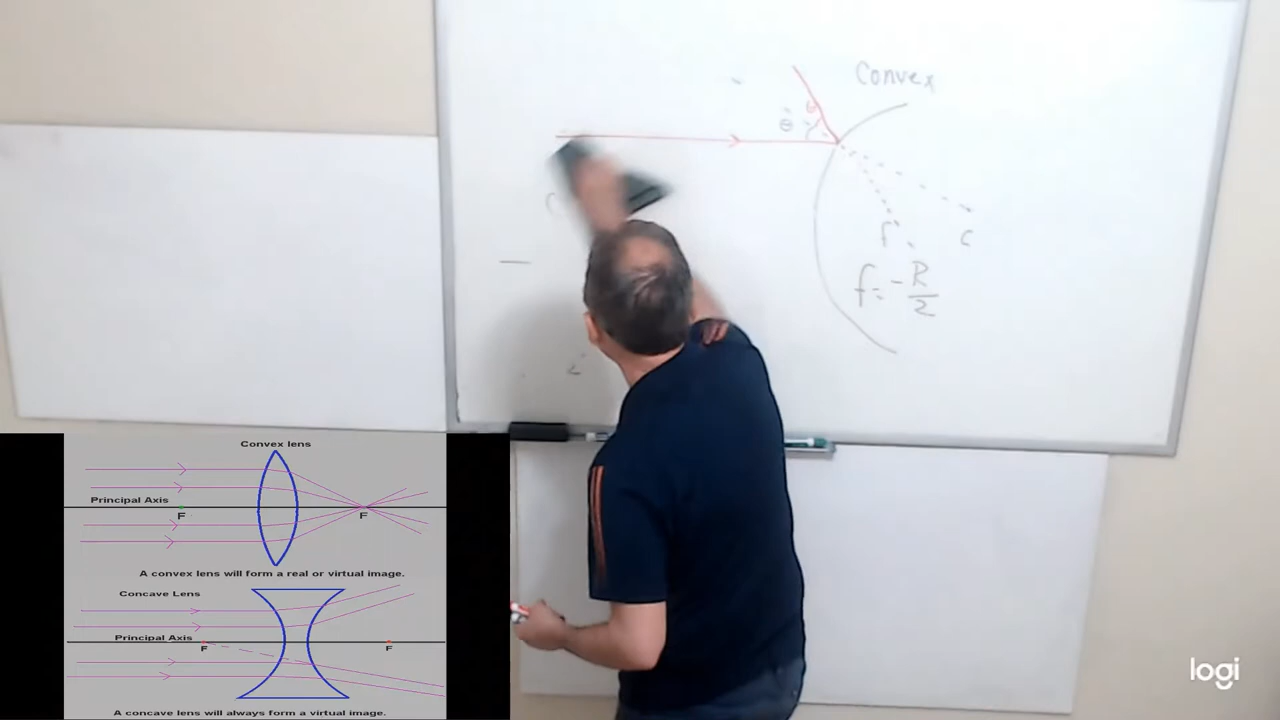 Convex
θ
θ
f
c
f = - R/2
Convex lens
Principal Axis
F
F
A convex lens will form a real or virtual image.
Concave Lens
Principal Axis
F
F
A concave lens will always form a virtual image.
logi